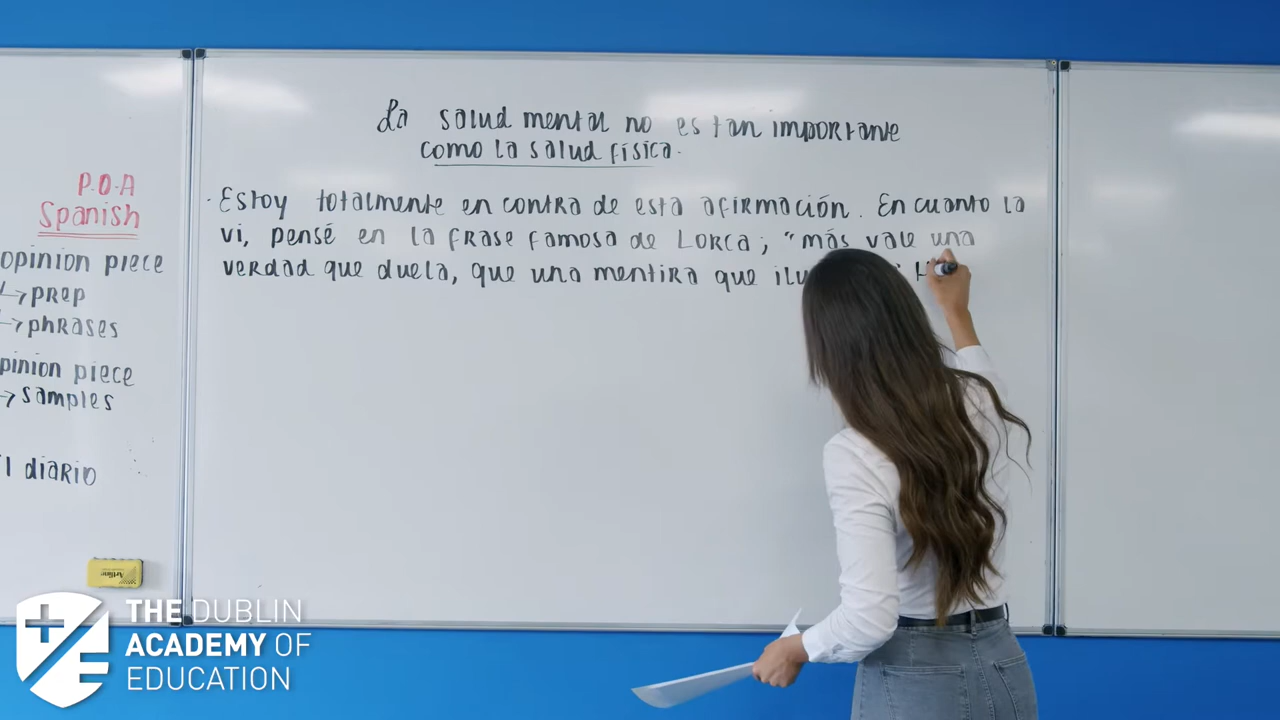 La salud mental no es tan importante
como la salud física.
P.O.A
Spanish
opinion piece
↳ prep
↳ phrases
pinion piece
→ samples
l diario
· Estoy totalmente en contra de esta afirmación. En cuanto la
vi, pensé en la frase famosa de Lorca; "más vale una
verdad que duela, que una mentira que ilu
Artline
THE DUBLIN
ACADEMY OF
EDUCATION